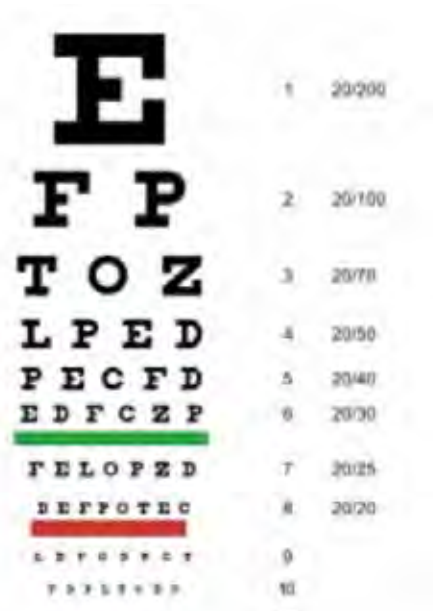 E 1 20/200
F P 2 20/100
T O Z 3 20/70
L P E D 4 20/50
P E C F D 5 20/40
E D F C Z P 6 20/30
F E L O P Z D 7 20/25
D E F P O T E C 8 20/20
9
10